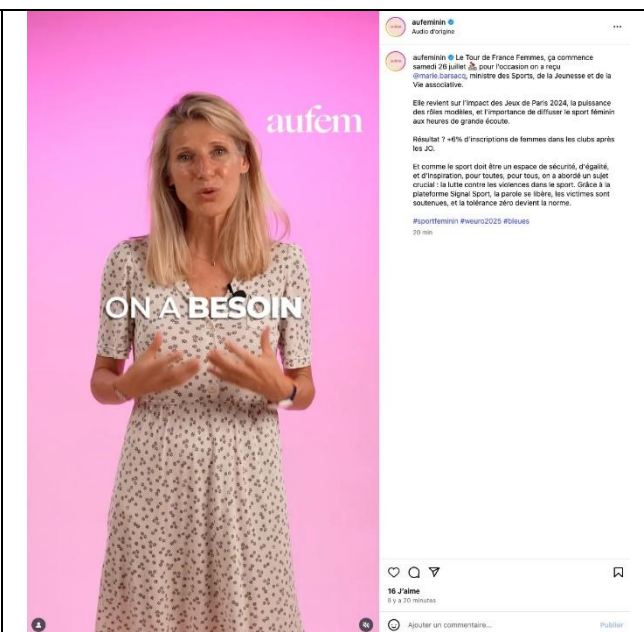 aufem
ON A BESOIN
aufeminin
Audio d'origine
aufeminin Le Tour de France Femmes, ça commence
samedi 26 juillet 🚴🏼‍♀️ pour l'occasion on a reçu
@marie.barsacq, ministre des Sports, de la Jeunesse et de la
Vie associative.
Elle revient sur l'impact des Jeux de Paris 2024, la puissance
des rôles modèles, et l'importance de diffuser le sport féminin
aux heures de grande écoute.
Résultat ? +6% d'inscriptions de femmes dans les clubs après
les JO.
Et comme le sport doit être un espace de sécurité, d'égalité,
et d'inspiration, pour toutes, pour tous, on a abordé un sujet
crucial : la lutte contre les violences dans le sport. Grâce à la
plateforme Signal Sport, la parole se libère, les victimes sont
soutenues, et la tolérance zéro devient la norme.
#sportfeminin #weuro2025 #bleues
20 min
16 J'aime
Il y a 20 minutes
Ajouter un commentaire...
Publier